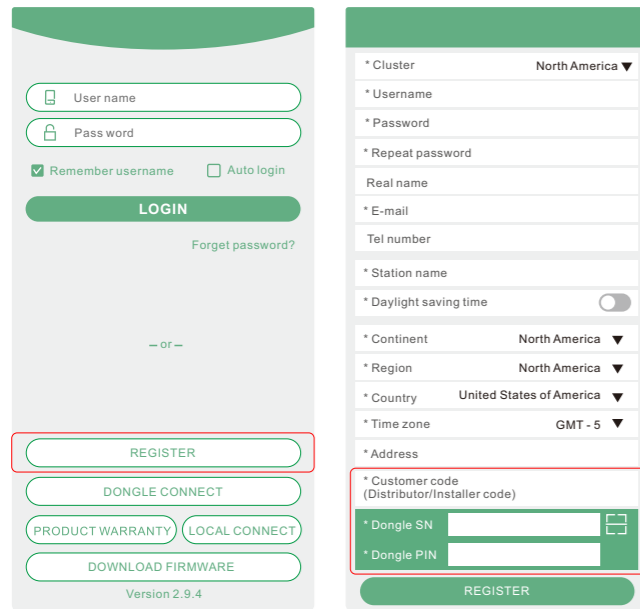 User name
Pass word
Remember username Auto login
LOGIN
Forget password?
– or –
REGISTER
DONGLE CONNECT
PRODUCT WARRANTY LOCAL CONNECT
DOWNLOAD FIRMWARE
Version 2.9.4
* Cluster North America ▼
* Username
* Password
* Repeat password
Real name
* E-mail
Tel number
* Station name
* Daylight saving time
* Continent North America ▼
* Region North America ▼
* Country United States of America ▼
* Time zone GMT - 5 ▼
* Address
* Customer code
(Distributor/Installer code)
* Dongle SN
* Dongle PIN
REGISTER